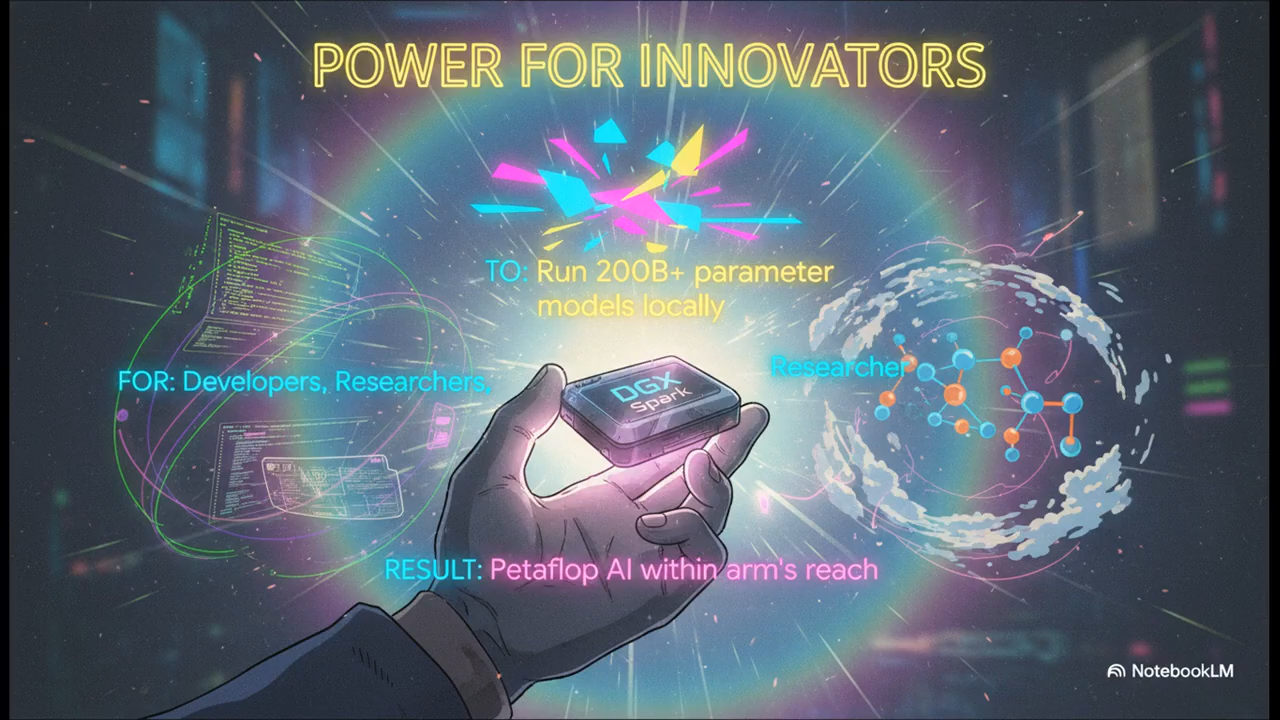 POWER FOR INNOVATORS
TO: Run 200B+ parameter
models locally
FOR: Developers, Researchers,
Researcher
DGX
Spark
RESULT: Petaflop AI within arm's reach
NotebookLM